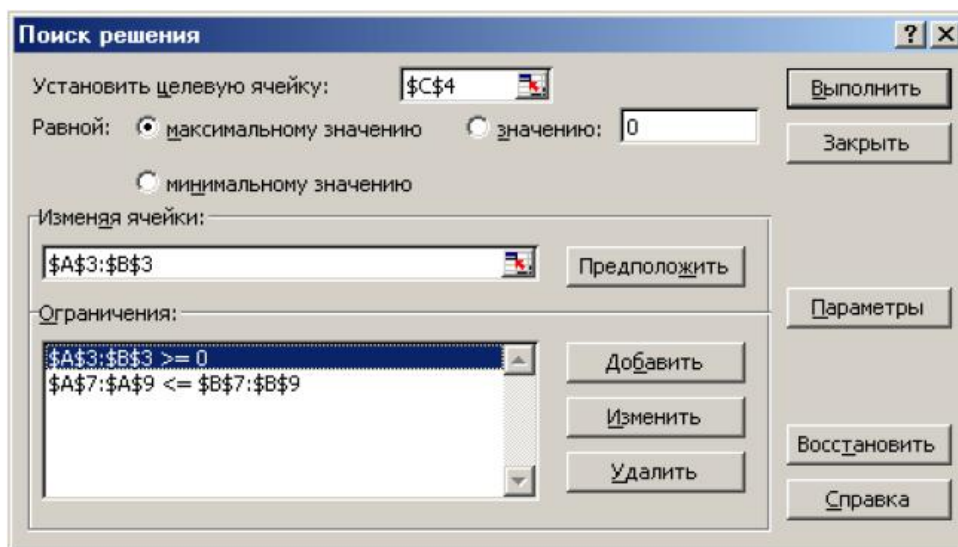 Поиск решения
Установить целевую ячейку: $C$4
Выполнить
Равной: максимальному значению значению: 0
Закрыть
минимальному значению
Изменяя ячейки:
$A$3:$B$3
Предположить
Ограничения:
Параметры
$A$3:$B$3 >= 0
$A$7:$A$9 <= $B$7:$B$9
Добавить
Изменить
Удалить
Восстановить
Справка